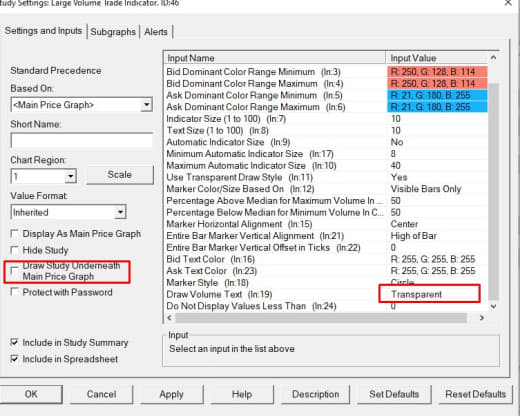 tudy Settings: Large Volume Trade Indicator. ID:46
Settings and Inputs
Subgraphs
Alerts
Standard Precedence
Based On:
<Main Price Graph>
Short Name:
Chart Region:
1
Scale
Value Format:
Inherited
Display As Main Price Graph
Hide Study
Draw Study Underneath
Main Price Graph
Protect with Password
Include in Study Summary
Include in Spreadsheet
Input Name Input Value
Bid Dominant Color Range Minimum (In:3) R: 250, G: 128, B: 114
Bid Dominant Color Range Maximum (In:4) R: 250, G: 128, B: 114
Ask Dominant Color Range Minimum (In:5) R: 21, G: 180, B: 255
Ask Dominant Color Range Maximum (In:6) R: 21, G: 180, B: 255
Indicator Size (1 to 100) (In:7) 10
Text Size (1 to 100) (In:8) 10
Automatic Indicator Size (In:9) No
Minimum Automatic Indicator Size (In:17) 8
Maximum Automatic Indicator Size (In:10) 40
Use Transparent Draw Style (In:11) Yes
Marker Color/Size Based On (In:12) Visible Bars Only
Percentage Above Median for Maximum Volume In ... 50
Percentage Below Median for Minimum Volume In C... 50
Marker Horizontal Alignment (In:15) Center
Entire Bar Marker Vertical Alignment (In:21) High of Bar
Entire Bar Marker Vertical Offset in Ticks (In:22) 0
Bid Text Color (In:16) R: 255, G: 255, B: 255
Ask Text Color (In:23) R: 255, G: 255, B: 255
Marker Style (In:18) Circle
Draw Volume Text (In:19) Transparent
Do Not Display Values Less Than (In:24) 0
Input
Select an input in the list above
OK
Cancel
Apply
Help
Description
Set Defaults
Reset Defaults